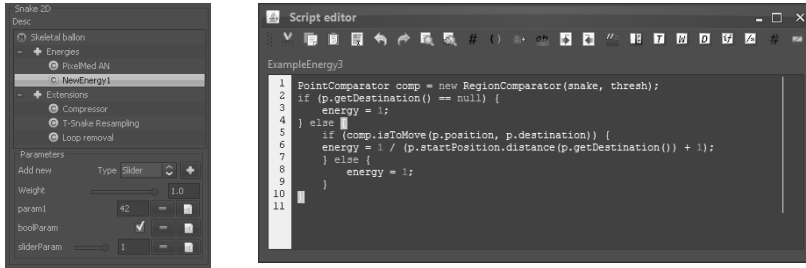 Snake 2D
Desc
Skeletal ballon
Energies
PixelMed AN
NewEnergy1
Extensions
Compressor
T-Snake Resampling
Loop removal
Parameters
Add new Type Slider
Weight 1.0
param1 42
boolParam
sliderParam 1
Script editor
ExampleEnergy3
1 PointComparator comp = new RegionComparator(snake, thresh);
2 if (p.getDestination() == null) {
3 energy = 1;
4 } else {
5 if (comp.isToMove(p.position, p.destination)) {
6 energy = 1 / (p.startPosition.distance(p.getDestination()) + 1);
7 } else {
8 energy = 1;
9 }
10 }
11